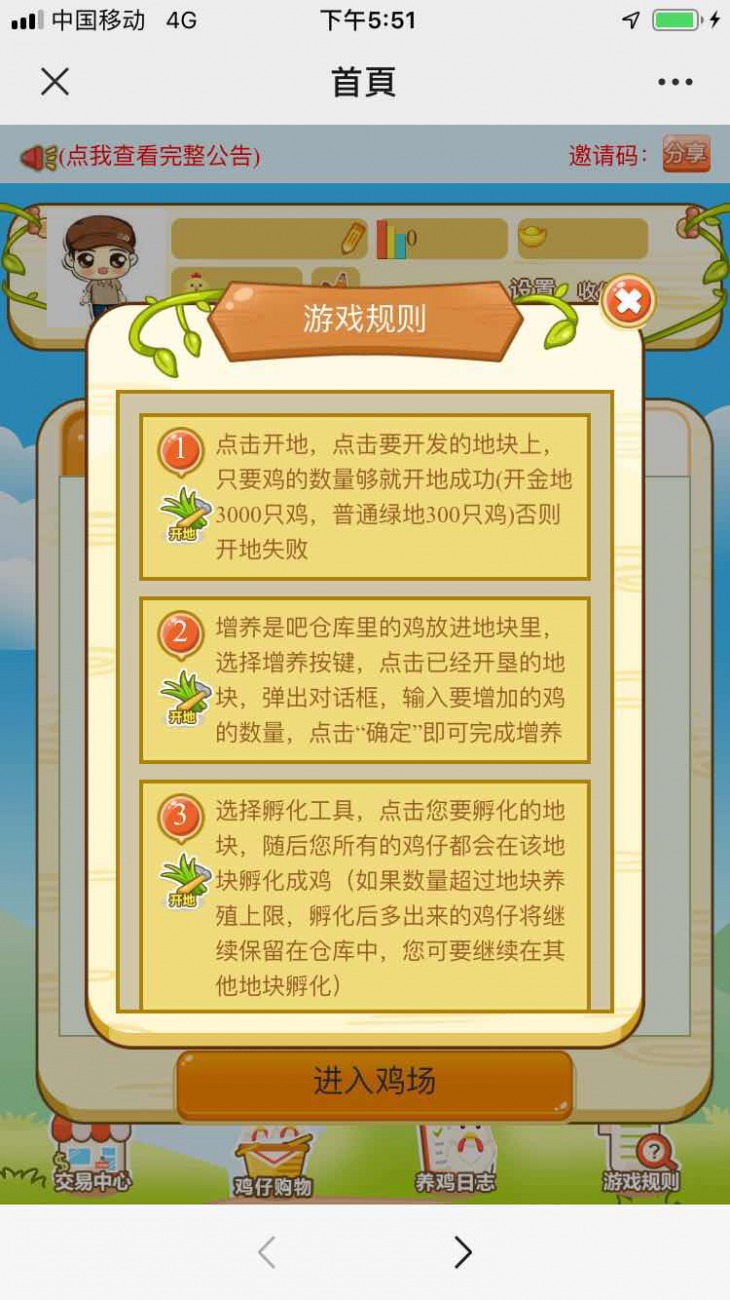 中国移动 4G 下午5:51
首頁
(点我查看完整公告) 邀请码： 分享
0
设置
游戏规则
1 点击开地，点击要开发的地块上，
只要鸡的数量够就开地成功(开金地
3000只鸡，普通绿地300只鸡)否则
开地失败
开地
2 增养是吧仓库里的鸡放进地块里，
选择增养按键，点击已经开垦的地
块，弹出对话框，输入要增加的鸡
的数量，点击“确定”即可完成增养
开地
3 选择孵化工具，点击您要孵化的地
块，随后您所有的鸡仔都会在该地
块孵化成鸡（如果数量超过地块养
殖上限，孵化后多出来的鸡仔将继
续保留在仓库中，您可要继续在其
他地块孵化）
开地
进入鸡场
交易中心 鸡仔购物 养鸡日志 游戏规则